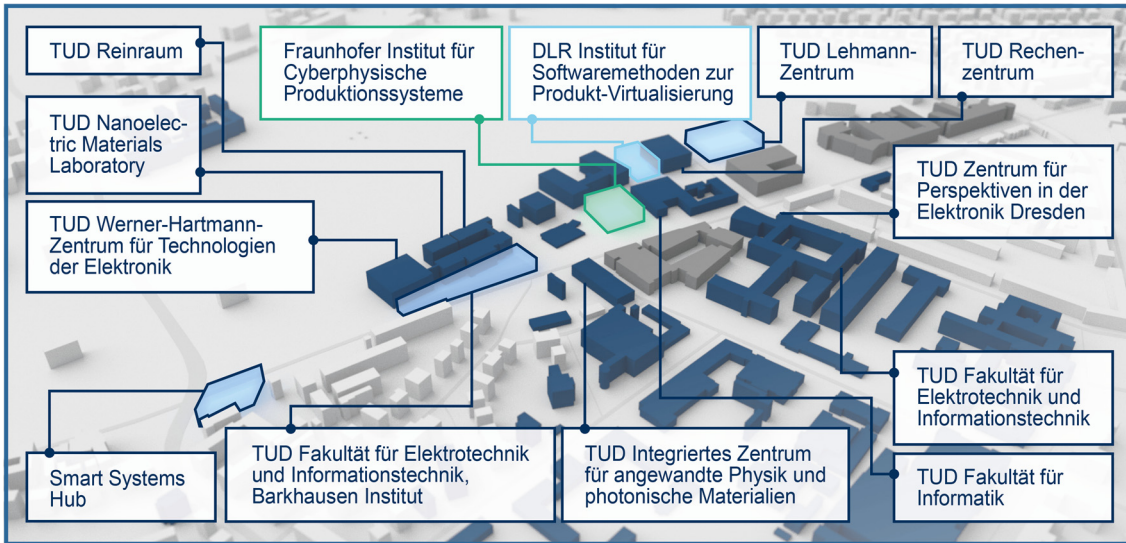 TUD Reinraum
Fraunhofer Institut für
Cyberphysische
Produktionssysteme
DLR Institut für
Softwaremethoden zur
Produkt-Virtualisierung
TUD Lehmann-
Zentrum
TUD Rechen-
zentrum
TUD Nanoelec-
tric Materials
Laboratory
TUD Zentrum für
Perspektiven in der
Elektronik Dresden
TUD Werner-Hartmann-
Zentrum für Technologien
der Elektronik
TUD Fakultät für
Elektrotechnik und
Informationstechnik
Smart Systems
Hub
TUD Fakultät für Elektrotechnik
und Informationstechnik,
Barkhausen Institut
TUD Integriertes Zentrum
für angewandte Physik und
photonische Materialien
TUD Fakultät für
Informatik